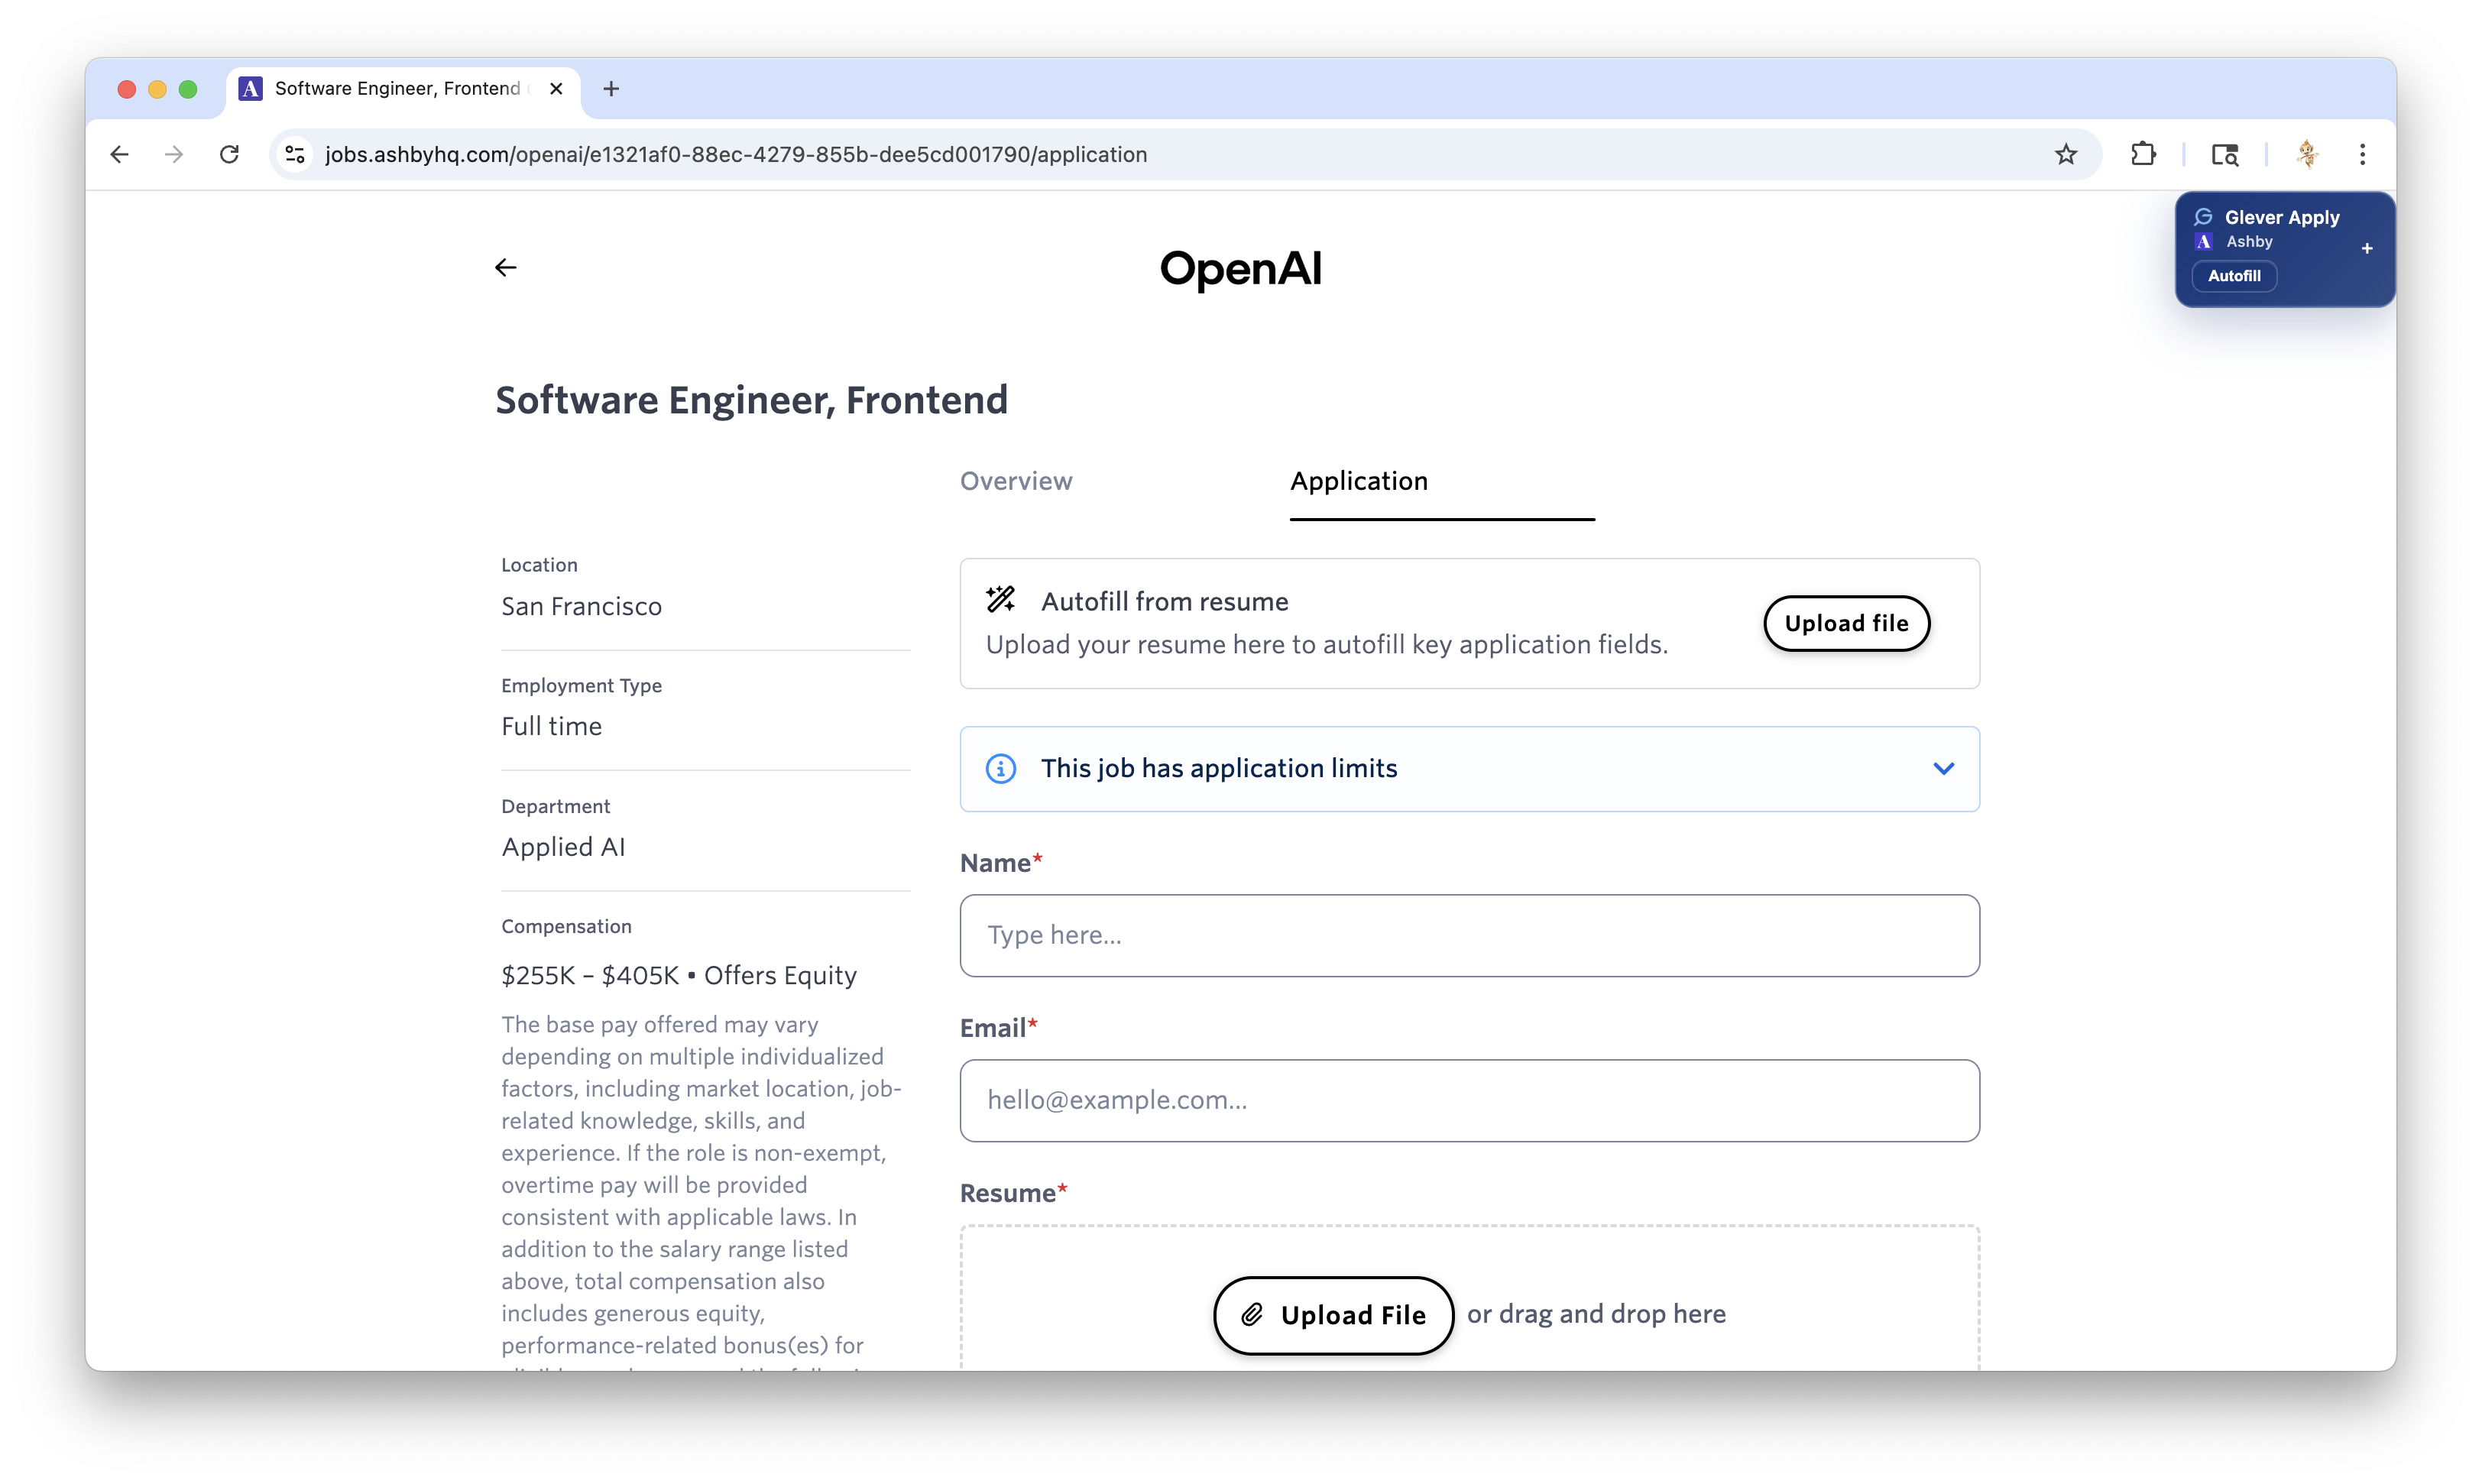 Software Engineer, Frontend
jobs.ashbyhq.com/openai/e1321af0-88ec-4279-855b-dee5cd001790/application
Glever Apply
A Ashby
Autofill
OpenAI
Software Engineer, Frontend
Overview
Application
Location
San Francisco
Employment Type
Full time
Department
Applied AI
Compensation
$255K – $405K • Offers Equity
The base pay offered may vary
depending on multiple individualized
factors, including market location, job-
related knowledge, skills, and
experience. If the role is non-exempt,
overtime pay will be provided
consistent with applicable laws. In
addition to the salary range listed
above, total compensation also
includes generous equity,
performance-related bonus(es) for
Autofill from resume
Upload your resume here to autofill key application fields.
Upload file
This job has application limits
Name*
Type here...
Email*
hello@example.com...
Resume*
Upload File
or drag and drop here